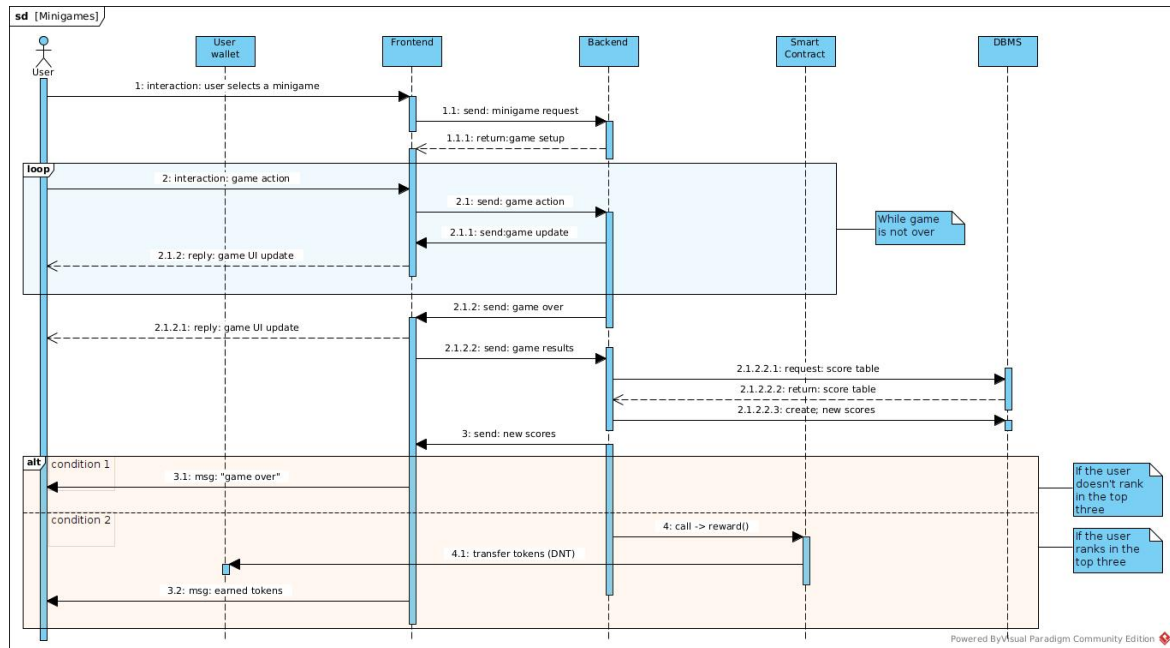 sd [Minigames]
User
User
wallet
Frontend
Backend
Smart
Contract
DBMS
1: interaction: user selects a minigame
1.1: send: minigame request
1.1.1: return:game setup
loop
2: interaction: game action
2.1: send: game action
While game
is not over
2.1.1: send:game update
2.1.2: reply: game UI update
2.1.2: send: game over
2.1.2.1: reply: game UI update
2.1.2.2: send: game results
2.1.2.2.1: request: score table
2.1.2.2.2: return: score table
2.1.2.2.3: create; new scores
3: send: new scores
alt
condition 1
If the user
doesn't rank
in the top
three
3.1: msg: "game over"
condition 2
4: call -> reward()
If the user
ranks in the
top three
4.1: transfer tokens (DNT)
3.2: msg: earned tokens
Powered ByVisual Paradigm Community Edition